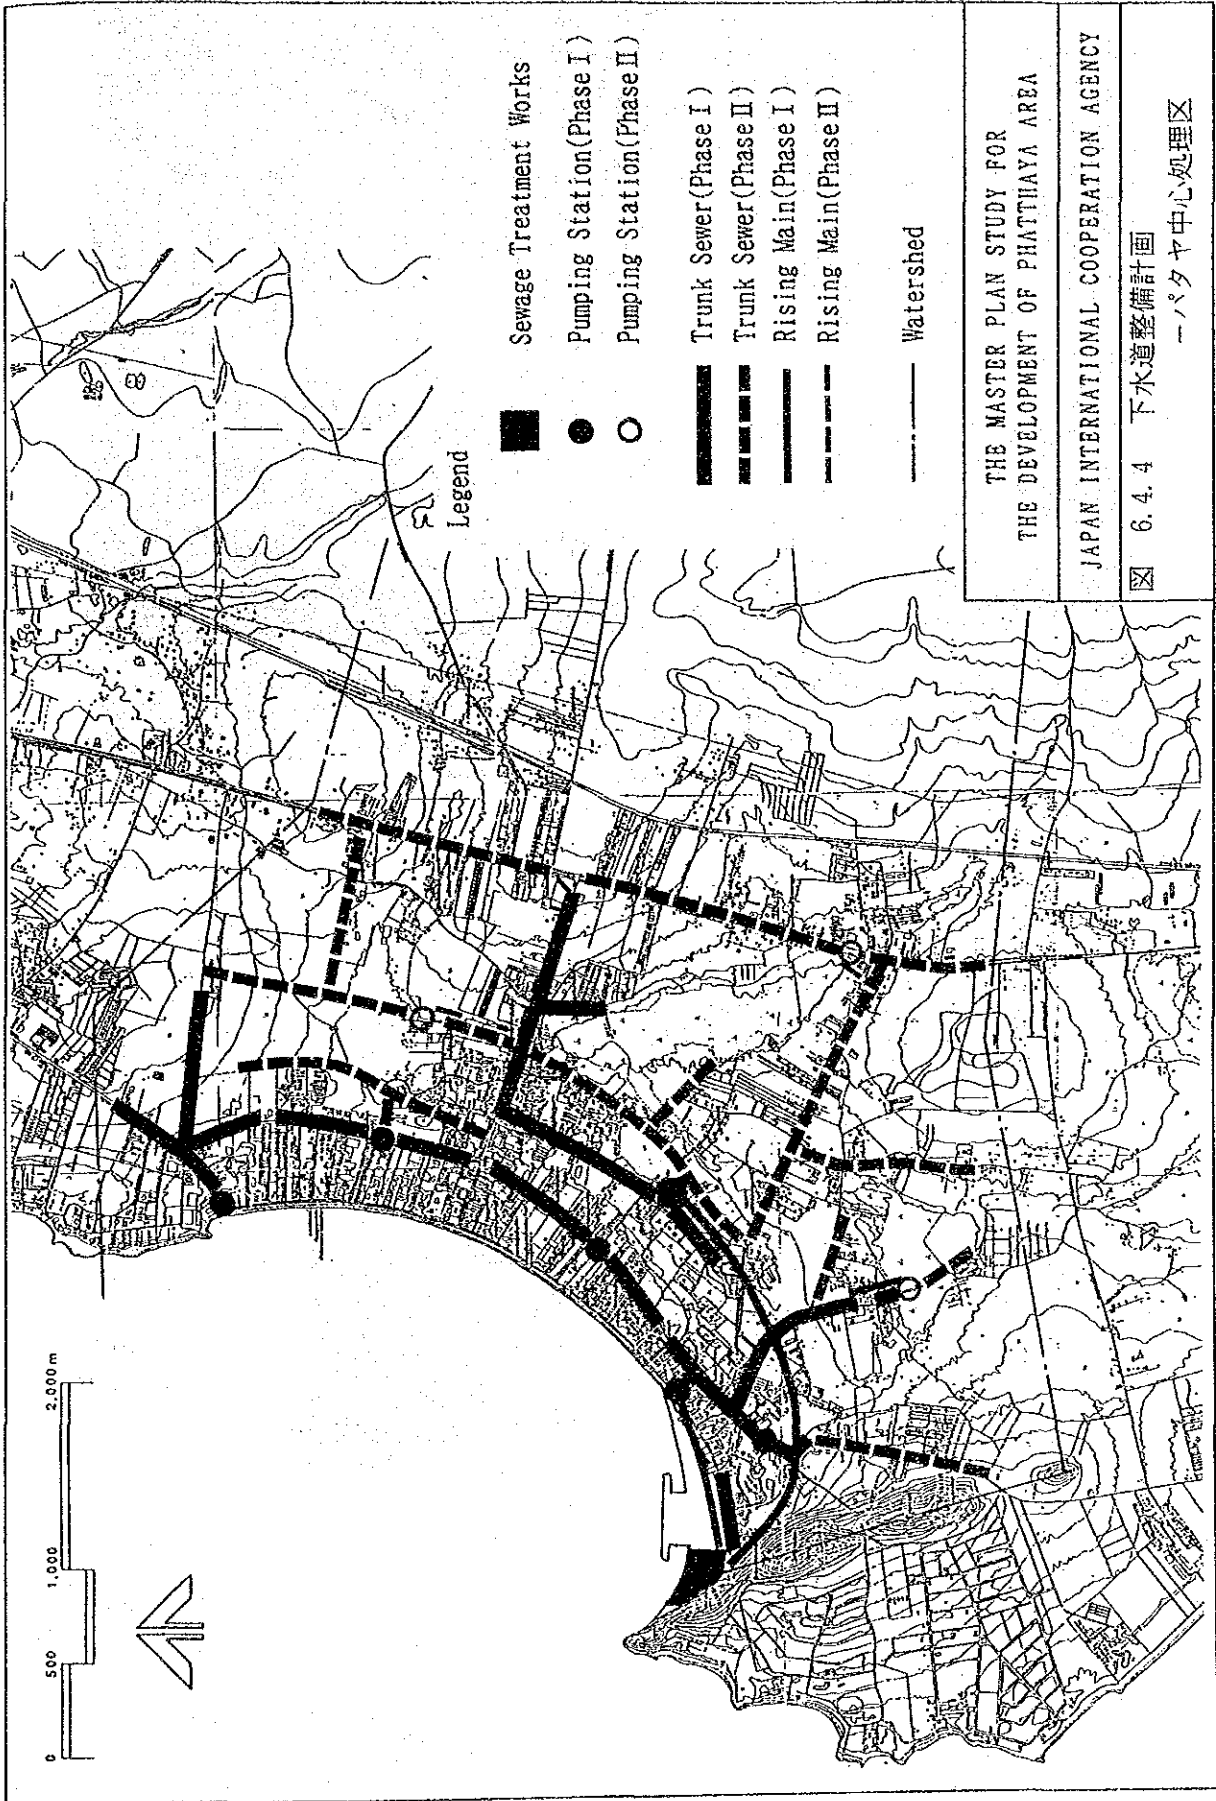 Legend
Sewage Treatment Works
Pumping Station(Phase I)
Pumping Station(Phase II)
Trunk Sewer(Phase I)
Trunk Sewer(Phase II)
Rising Main(Phase I)
Rising Main(Phase II)
Watershed
0 500 1,000 2,000m
THE MASTER PLAN STUDY FOR
THE DEVELOPMENT OF PHATTHAYA AREA
JAPAN INTERNATIONAL COOPERATION AGENCY
図 6.4.4 下水道整備計画
ーパタヤ中心処理区